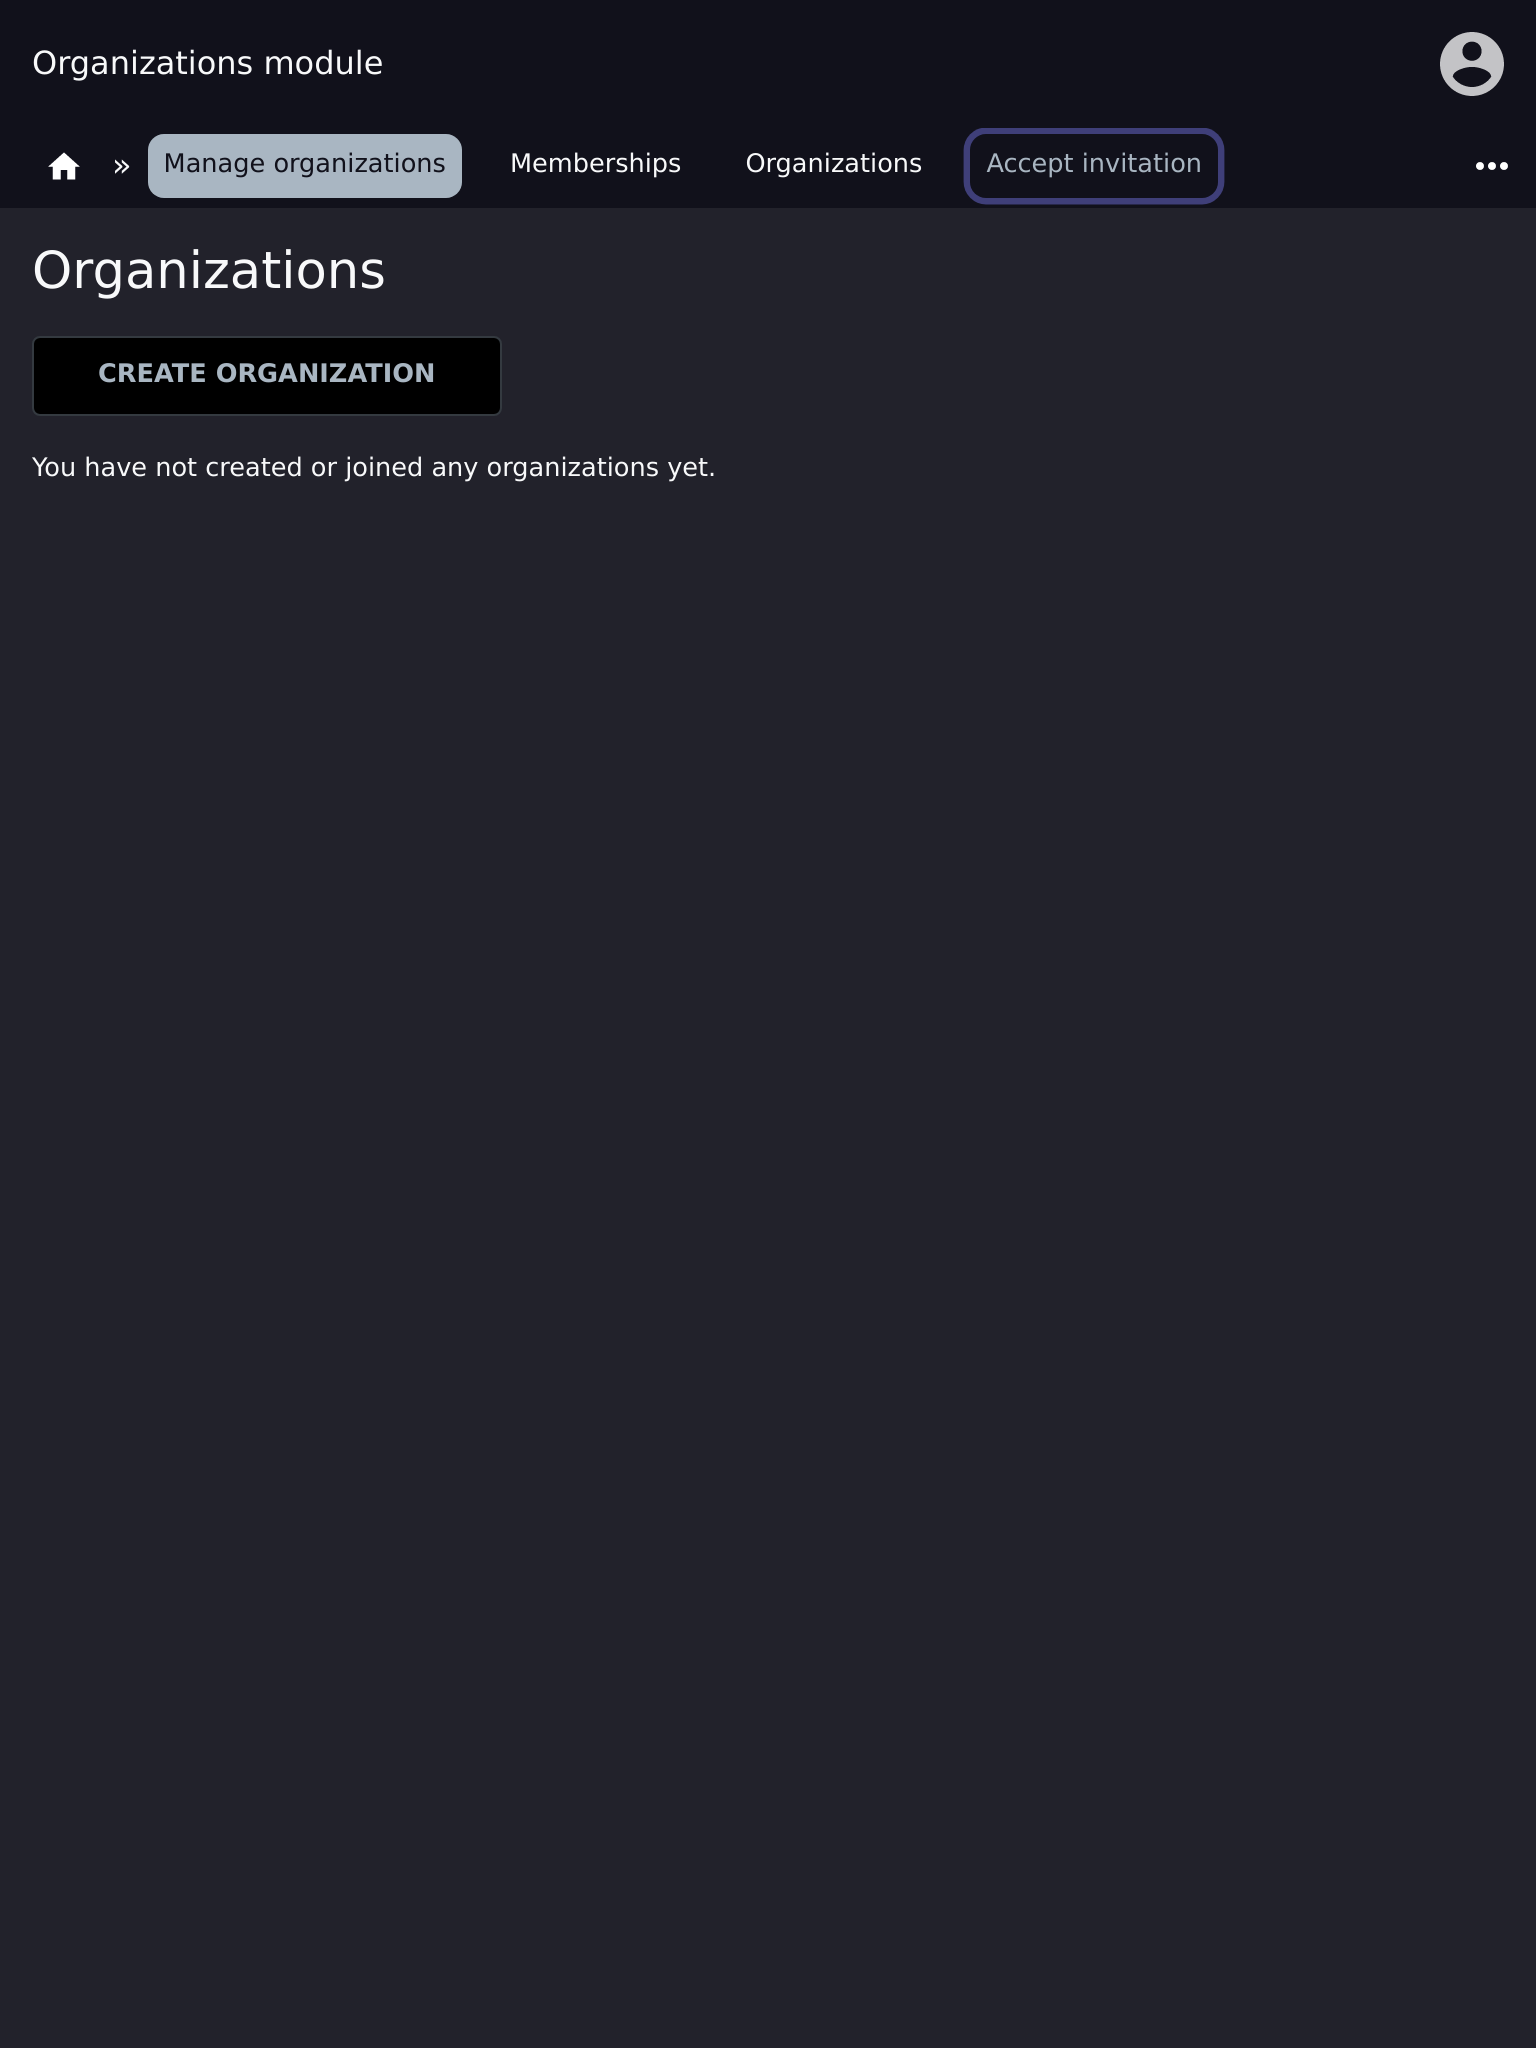 Organizations module
» Manage organizations Memberships Organizations Accept invitation
Organizations
CREATE ORGANIZATION
You have not created or joined any organizations yet.